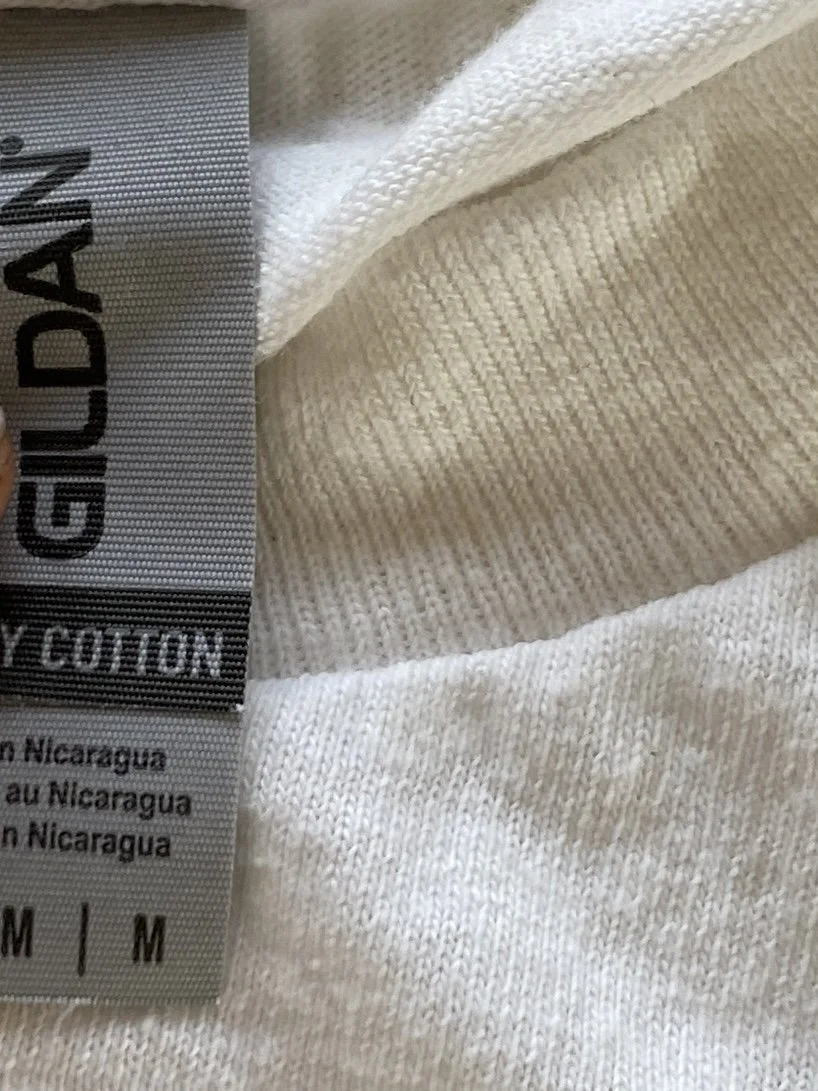 GILDAN®
Y COTTON
n Nicaragua
au Nicaragua
n Nicaragua
M | M